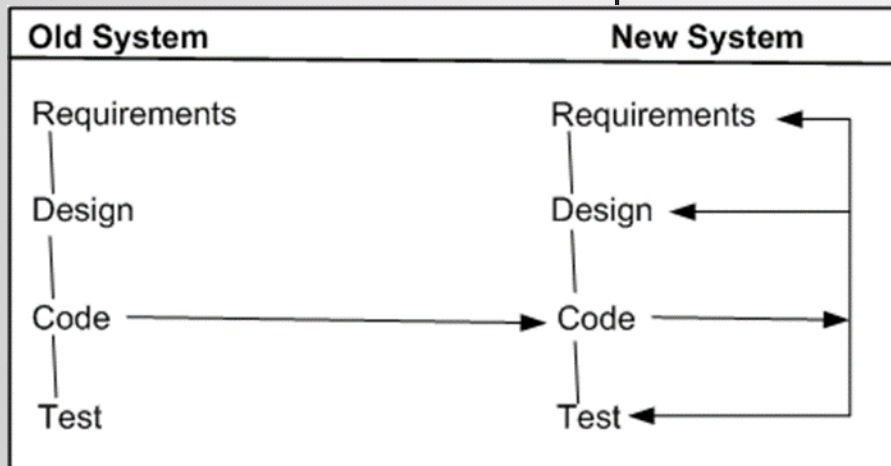 Old System New System
Requirements Requirements
Design Design
Code Code
Test Test